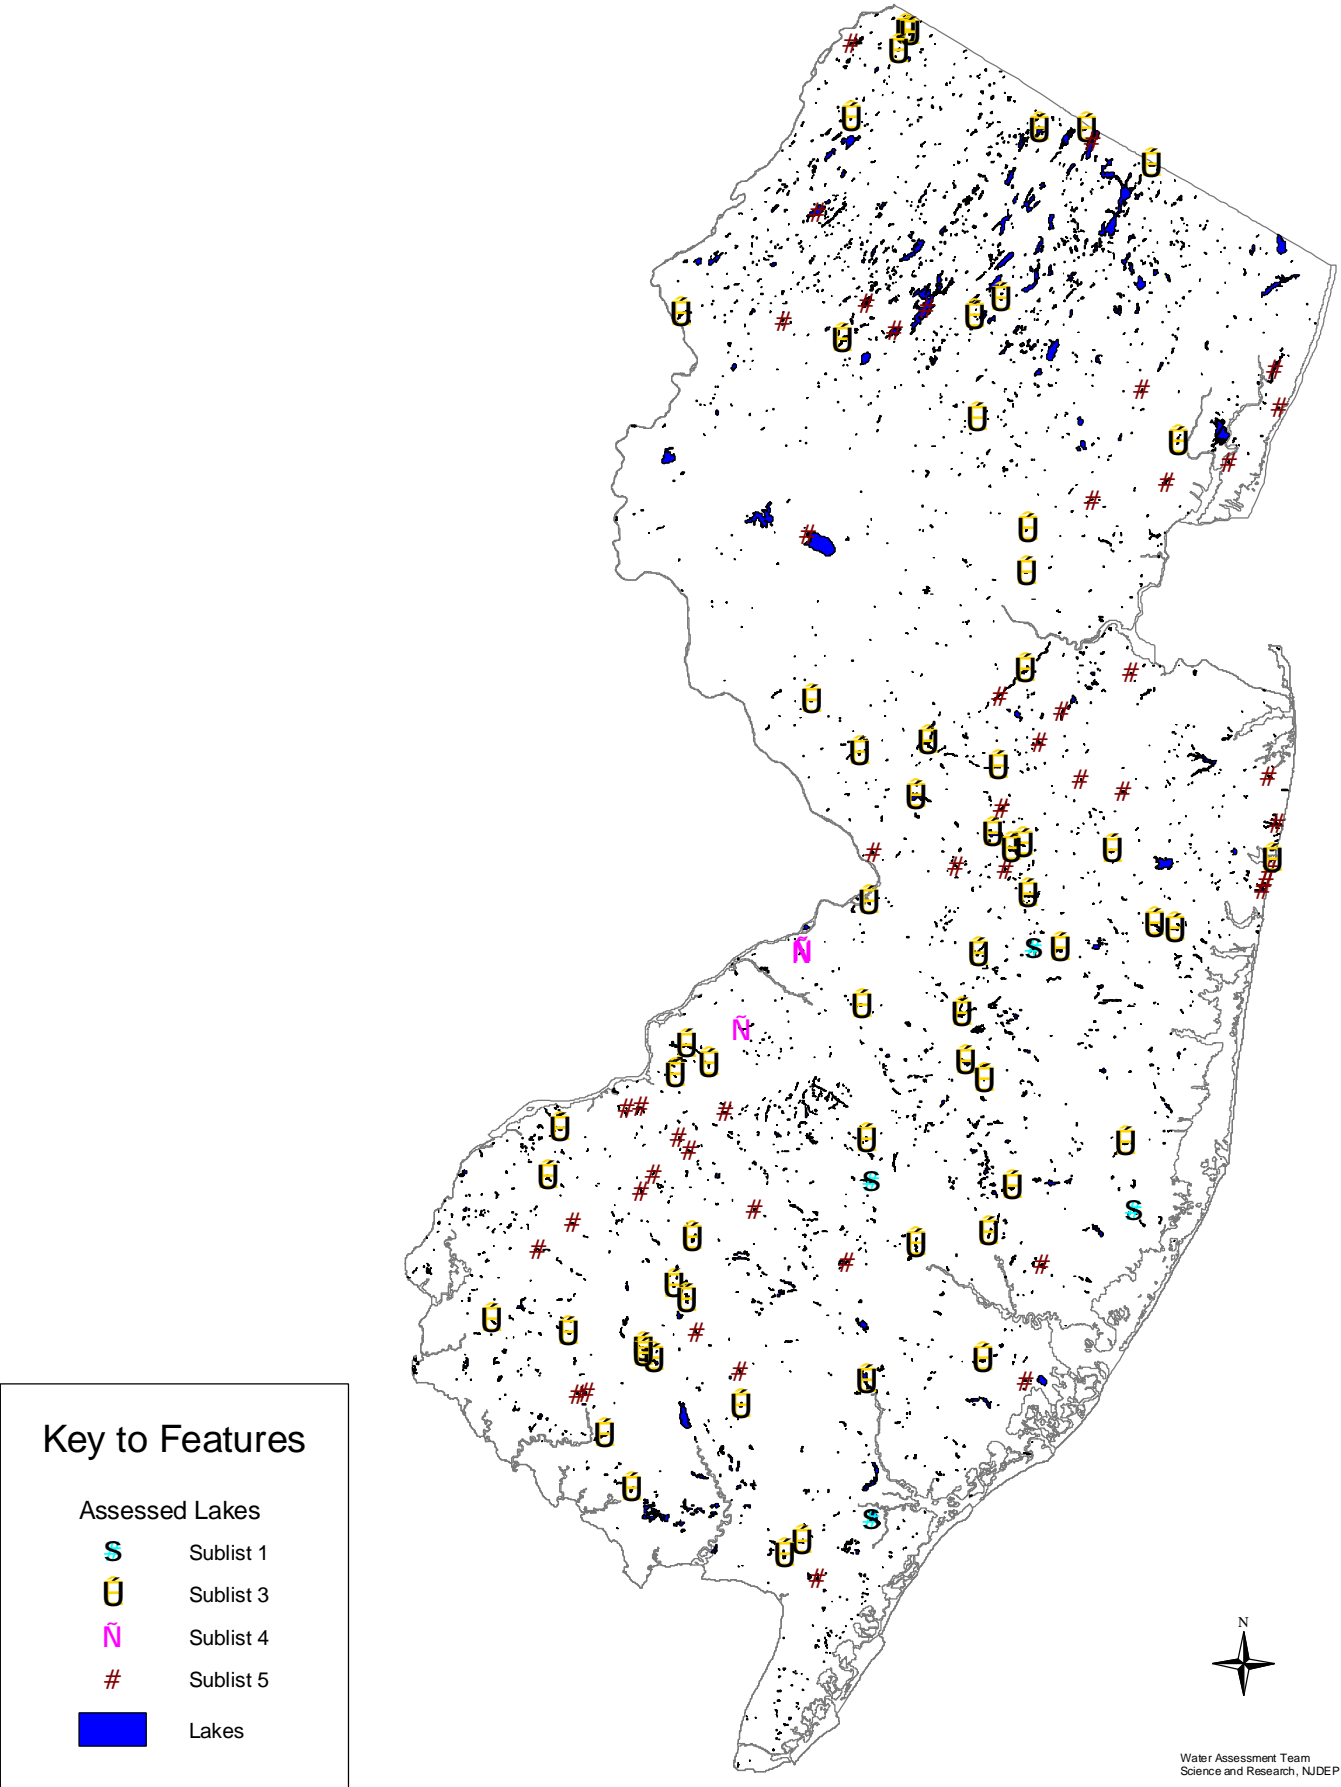 Key to Features
Assessed Lakes
S Sublist 1
Ú Sublist 3
Ñ Sublist 4
# Sublist 5
Lakes
N
Water Assessment Team
Science and Research, NJDEP